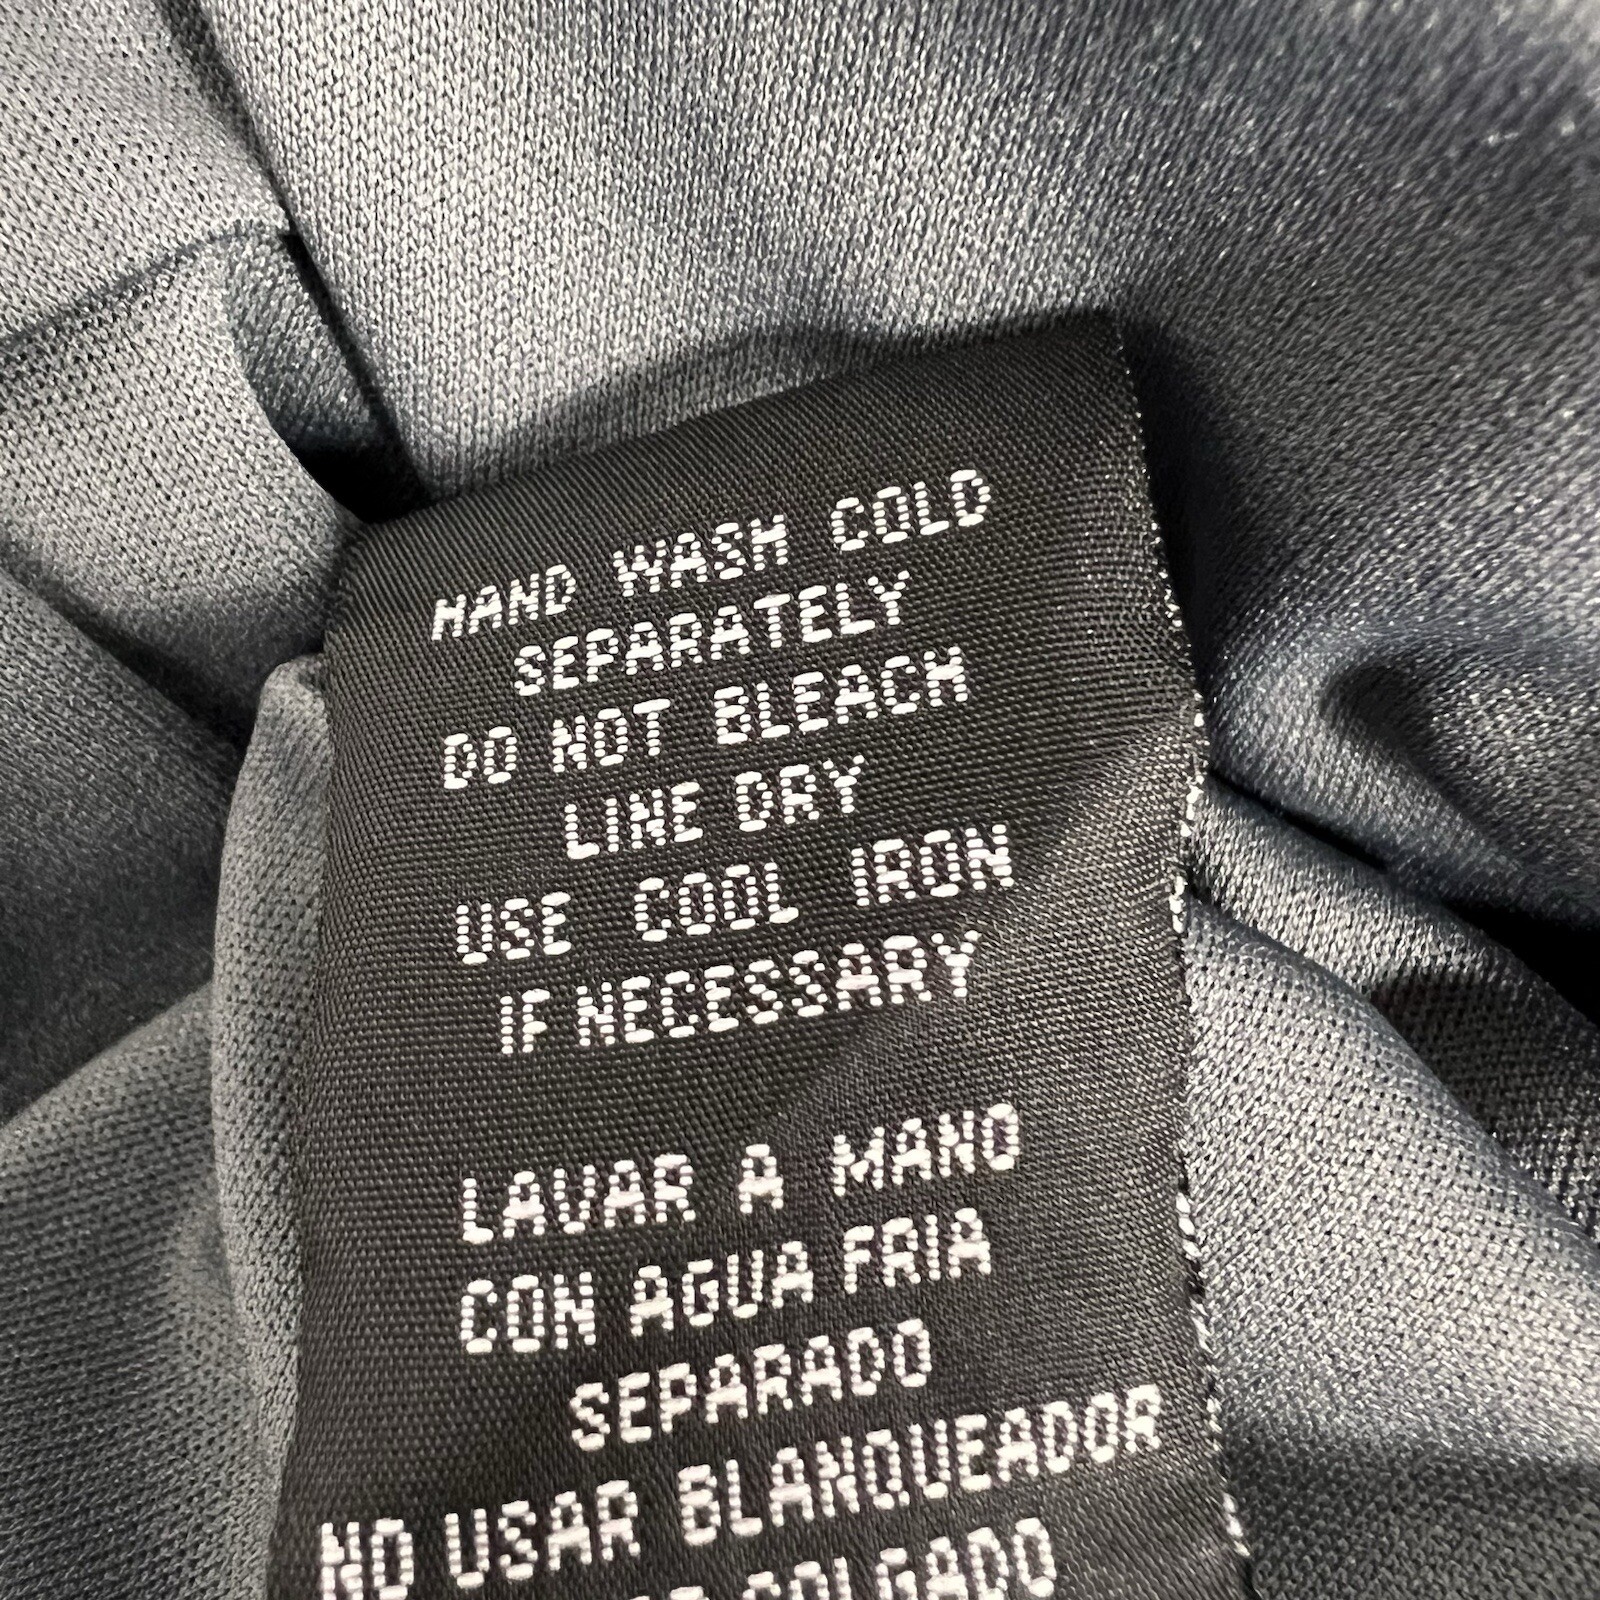 HAND WASH COLD
SEPARATELY
DO NOT BLEACH
LINE DRY
USE COOL IRON
IF NECESSARY
LAVAR A MANO
CON AGUA FRIA
SEPARADO
NO USAR BLANQUEADOR
COLGADO